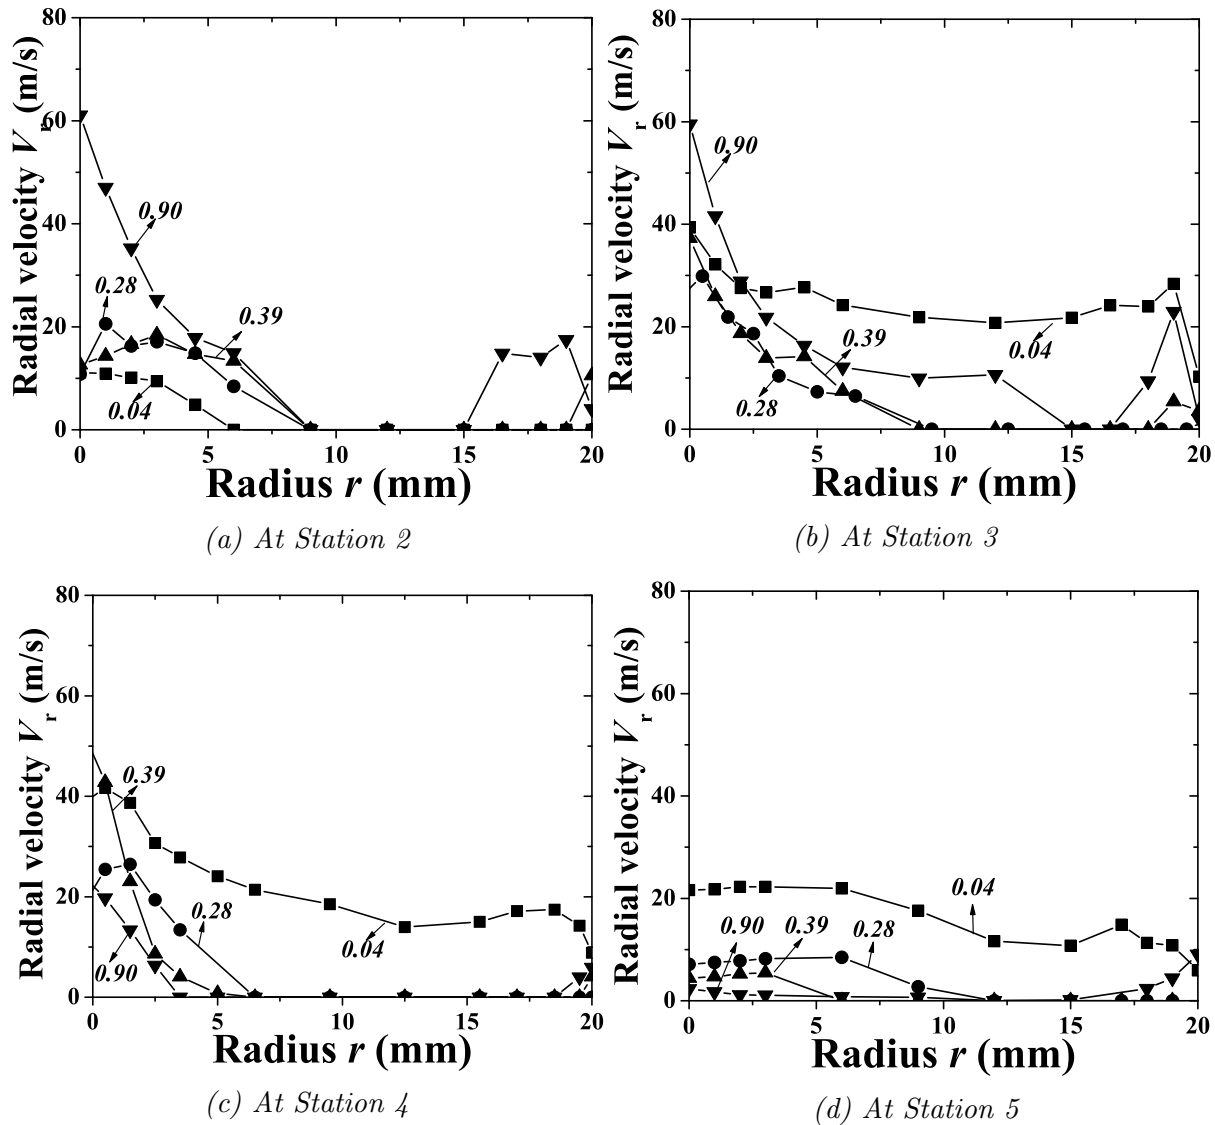 Radial velocity V_r (m/s)
80
60
40
20
0
0.90
0.28
0.39
0.04
0 5 10 15 20
Radius r (mm)
(a) At Station 2
Radial velocity V_r (m/s)
80
60
40
20
0
0.90
0.04
0.39
0.28
0 5 10 15 20
Radius r (mm)
(b) At Station 3
Radial velocity V_r (m/s)
80
60
40
20
0
0.39
0.28
0.04
0.90
0 5 10 15 20
Radius r (mm)
(c) At Station 4
Radial velocity V_r (m/s)
80
60
40
20
0
0.04
0.90
0.39
0.28
0 5 10 15 20
Radius r (mm)
(d) At Station 5